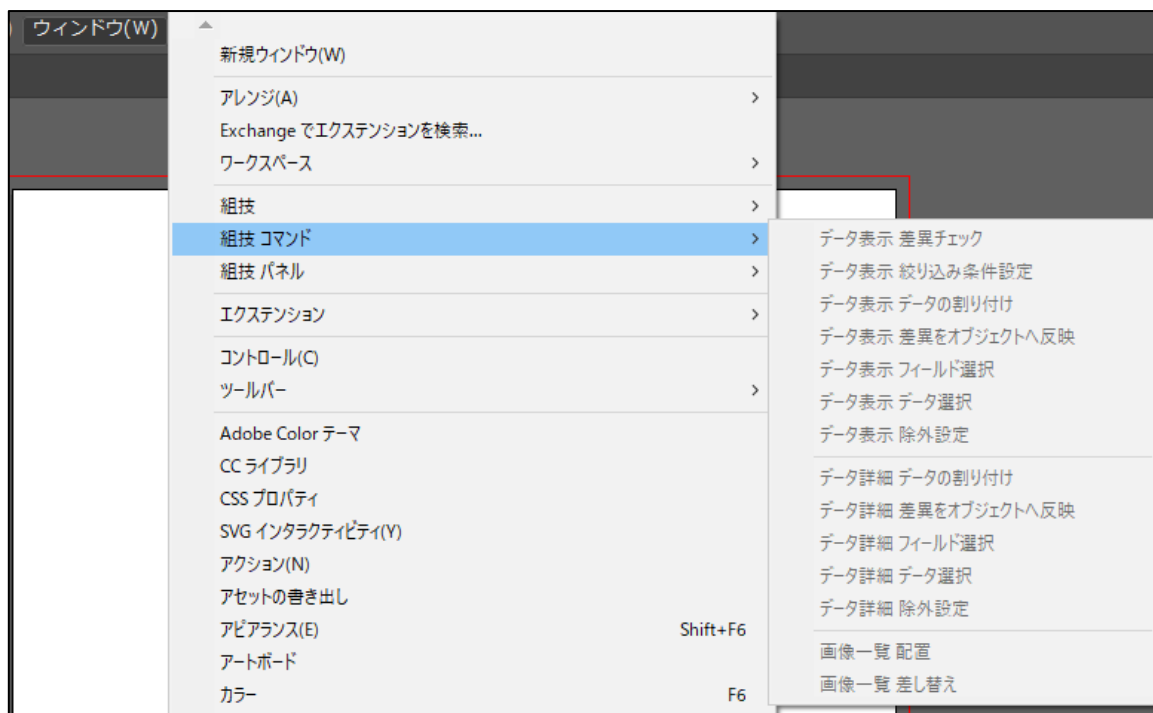 ウィンドウ(W)
新規ウィンドウ(W)
アレンジ(A)
Exchange でエクステンションを検索...
ワークスペース
組技
組技 コマンド
組技 パネル
エクステンション
コントロール(C)
ツールバー
Adobe Color テーマ
CC ライブラリ
CSS プロパティ
SVG インタラクティビティ(Y)
アクション(N)
アセットの書き出し
アピアランス(E) Shift+F6
アートボード
カラー F6
データ表示 差異チェック
データ表示 絞り込み条件設定
データ表示 データの割り付け
データ表示 差異をオブジェクトへ反映
データ表示 フィールド選択
データ表示 データ選択
データ表示 除外設定
データ詳細 データの割り付け
データ詳細 差異をオブジェクトへ反映
データ詳細 フィールド選択
データ詳細 データ選択
データ詳細 除外設定
画像一覧 配置
画像一覧 差し替え